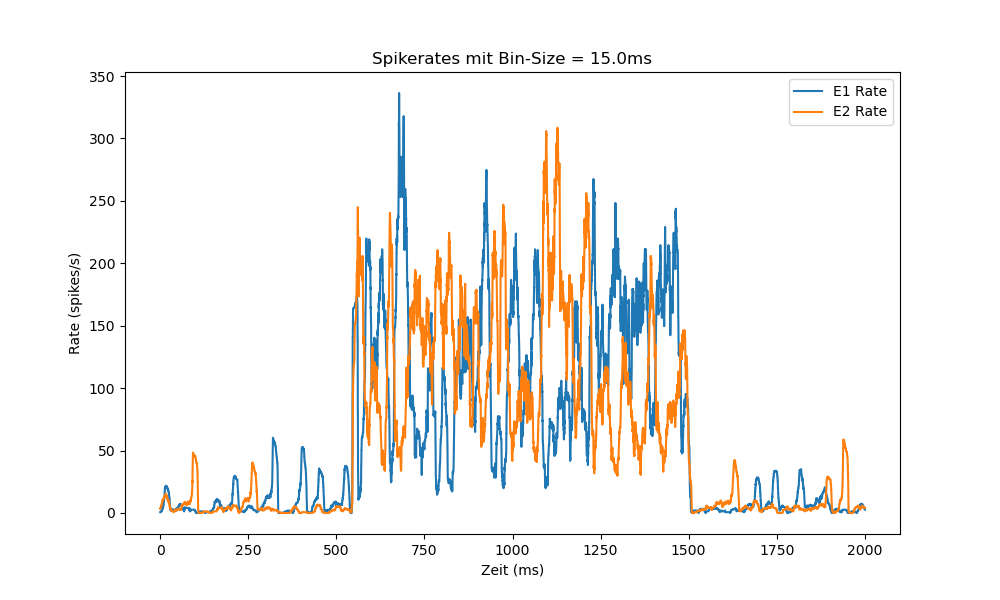 Spikerates mit Bin-Size = 15.0ms
E1 Rate
E2 Rate
Rate (spikes/s)
350
300
250
200
150
100
50
0
0 250 500 750 1000 1250 1500 1750 2000
Zeit (ms)